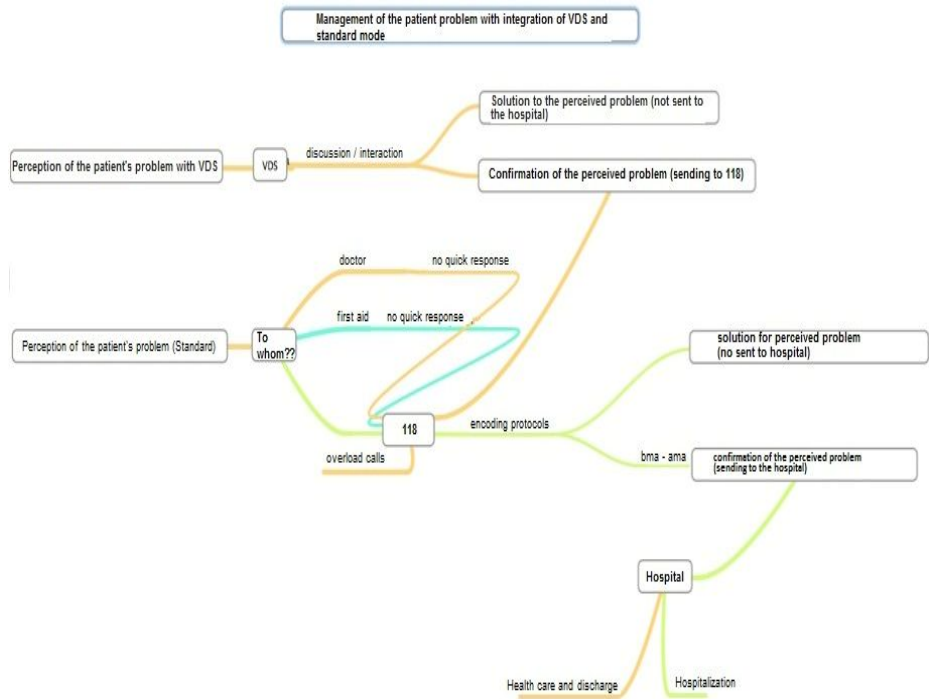 Management of the patient problem with integration of VDS and
standard mode
Solution to the perceived problem (not sent to
the hospital)
Perception of the patient's problem with VDS
VDS
discussion / interaction
Confirmation of the perceived problem (sending to 118)
doctor
no quick response
first aid
no quick response
Perception of the patient's problem (Standard)
To
whom??
solution for perceived problem
(no sent to hospital)
118
encoding protocols
overload calls
bma - ama
confirmation of the perceived problem
(sending to the hospital)
Hospital
Health care and discharge
Hospitalization